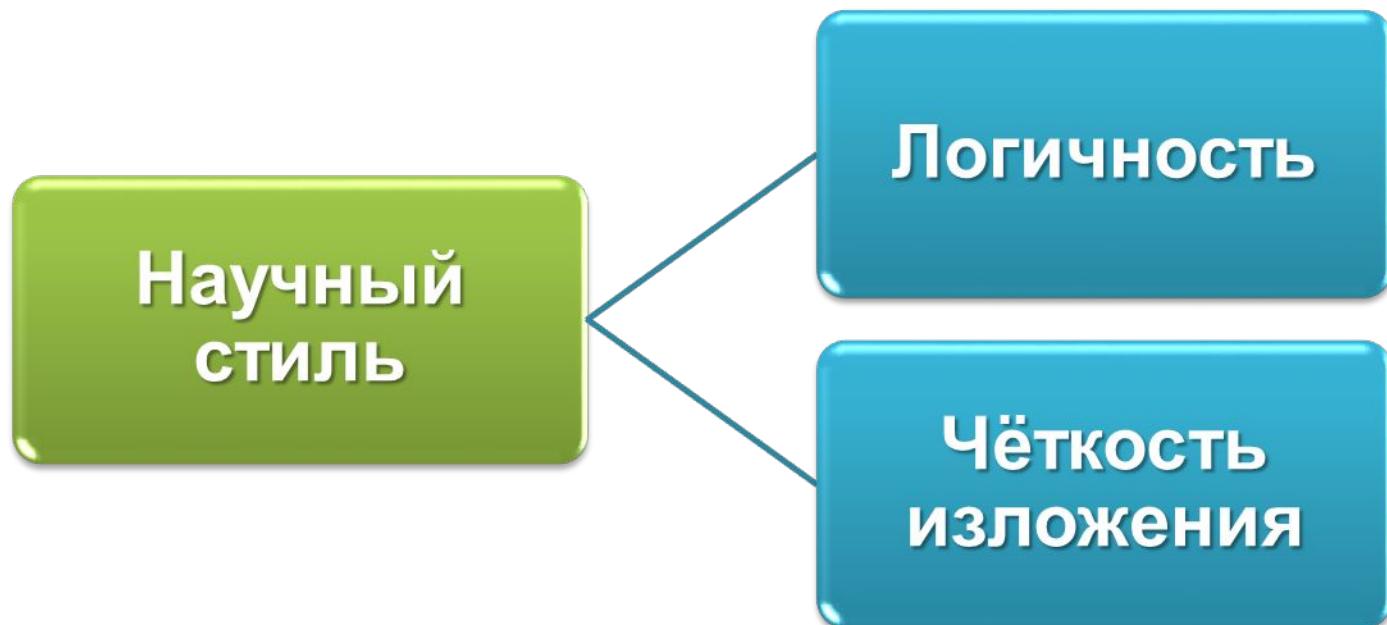 Научный
стиль
Логичность
Чёткость
изложения